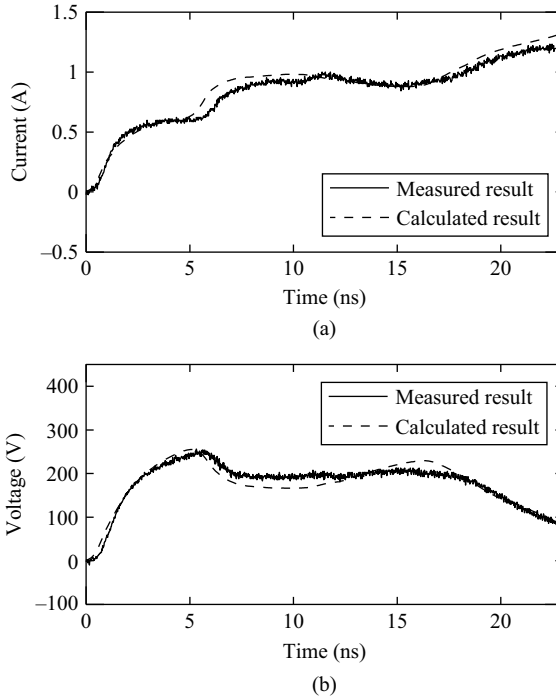 1.5
1
0.5
0
–0.5
Current (A)
Measured result
Calculated result
0 5 10 15 20
Time (ns)
(a)
400
300
200
100
0
–100
Voltage (V)
Measured result
Calculated result
0 5 10 15 20
Time (ns)
(b)